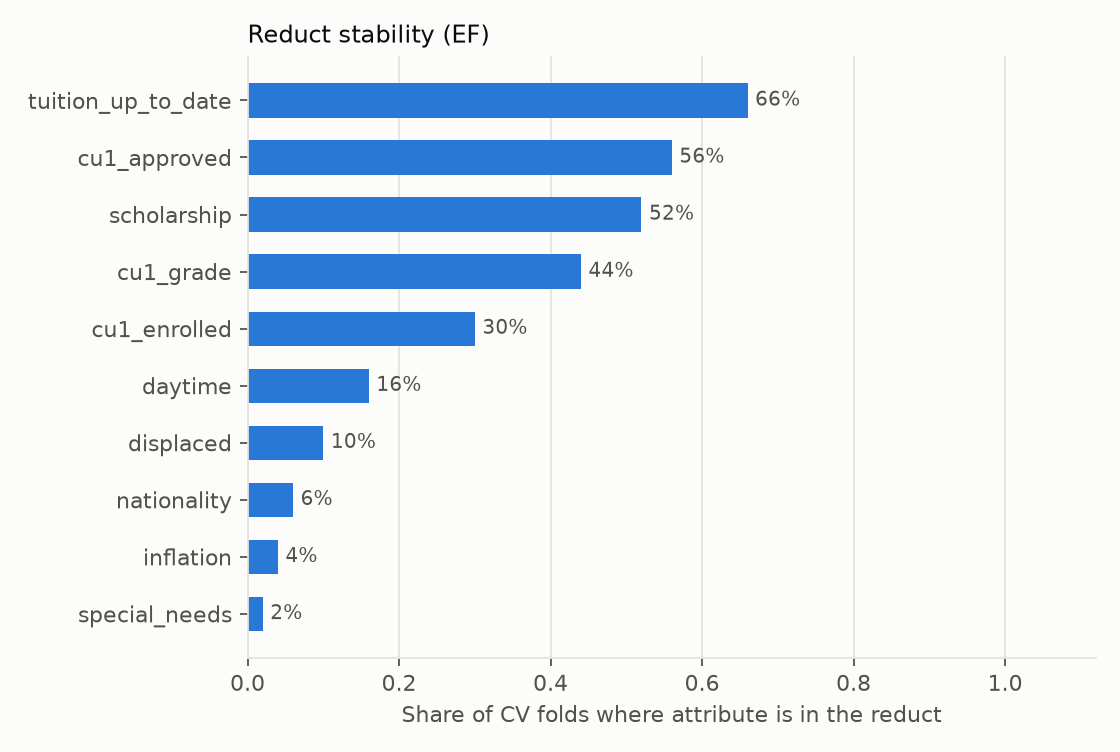 Reduct stability (EF)
tuition_up_to_date 66%
cu1_approved 56%
scholarship 52%
cu1_grade 44%
cu1_enrolled 30%
daytime 16%
displaced 10%
nationality 6%
inflation 4%
special_needs 2%
0.0 0.2 0.4 0.6 0.8 1.0
Share of CV folds where attribute is in the reduct